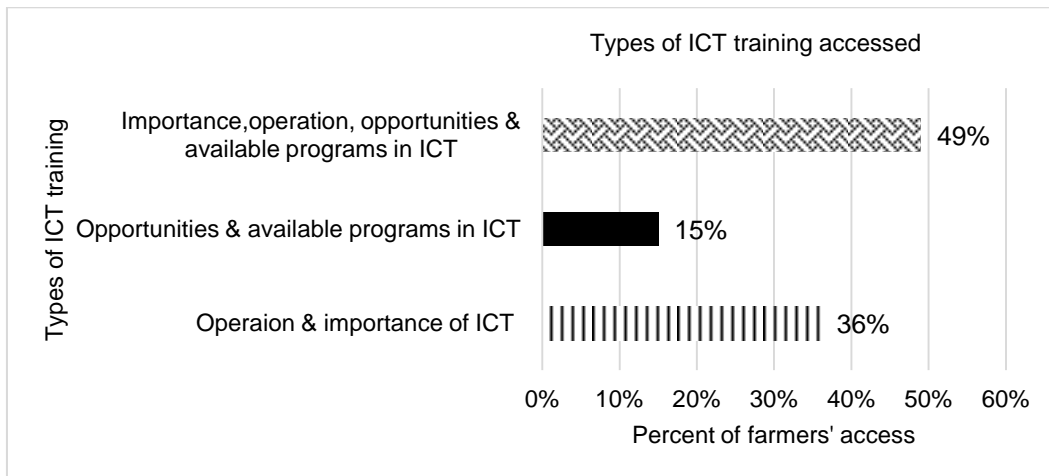 Types of ICT training accessed
Types of ICT training
Importance,operation, opportunities &
available programs in ICT
49%
Opportunities & available programs in ICT
15%
Operaion & importance of ICT
36%
0% 10% 20% 30% 40% 50% 60%
Percent of farmers' access